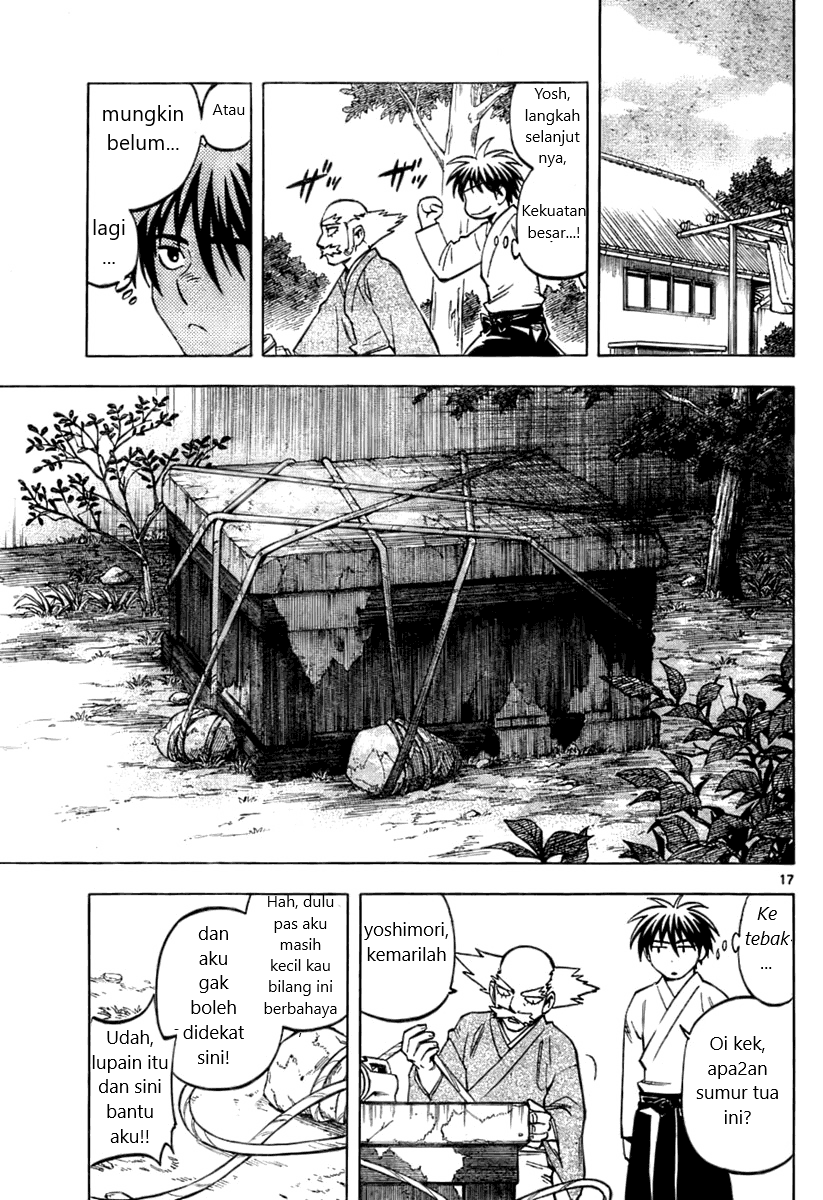 Yosh,
langkah
selanjut
nya,
Kekuatan
besar...!
ザッ
ザッ
Atau
mungkin
belum...
lagi
...
17
Ke
tebak
...
Oi kek,
apa2an
sumur tua
ini?
yoshimori,
kemarilah
Hah, dulu
pas aku
masih
kecil kau
bilang ini
berbahaya
dan
aku
gak
boleh
didekat
sini!
Udah,
lupain itu
dan sini
bantu
aku!!